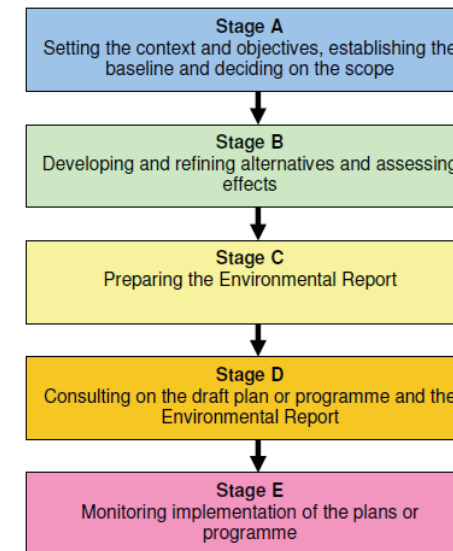 Stage A
Setting the context and objectives, establishing the
baseline and deciding on the scope
Stage B
Developing and refining alternatives and assessing
effects
Stage C
Preparing the Environmental Report
Stage D
Consulting on the draft plan or programme and the
Environmental Report
Stage E
Monitoring implementation of the plans or
programme